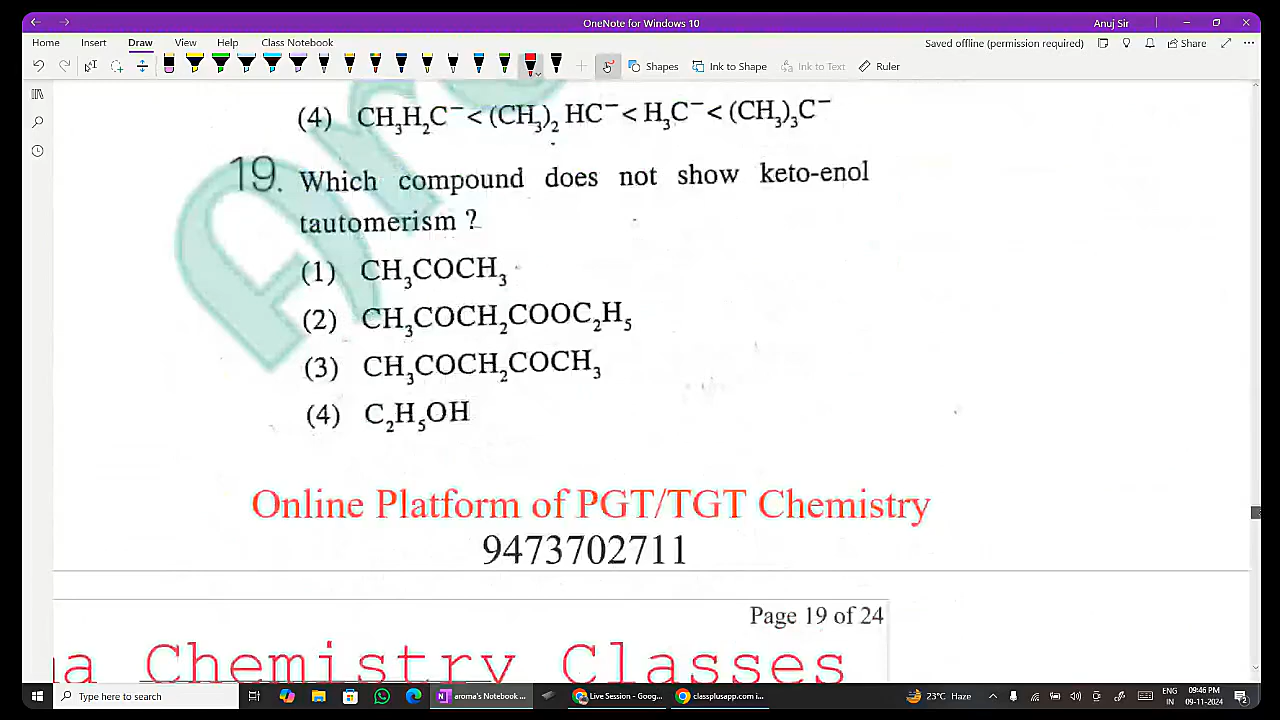 OneNote for Windows 10
Anuj Sir
Home Insert Draw View Help Class Notebook
Saved offline (permission required)
Share
Shapes Ink to Shape Ink to Text Ruler
(4) CH₃H₂C⁻ < (CH₃)₂ HC⁻ < H₃C⁻ < (CH₃)₃C⁻
19. Which compound does not show keto-enol
tautomerism ?
(1) CH₃COCH₃
(2) CH₃COCH₂COOC₂H₅
(3) CH₃COCH₂COCH₃
(4) C₂H₅OH
Online Platform of PGT/TGT Chemistry
9473702711
Page 19 of 24
a Chemistry Classes
Type here to search
aroma's Notebook ...
Live Session - Goog...
classplusapp.com i...
23°C Haze
ENG
IN
09:46 PM
09-11-2024